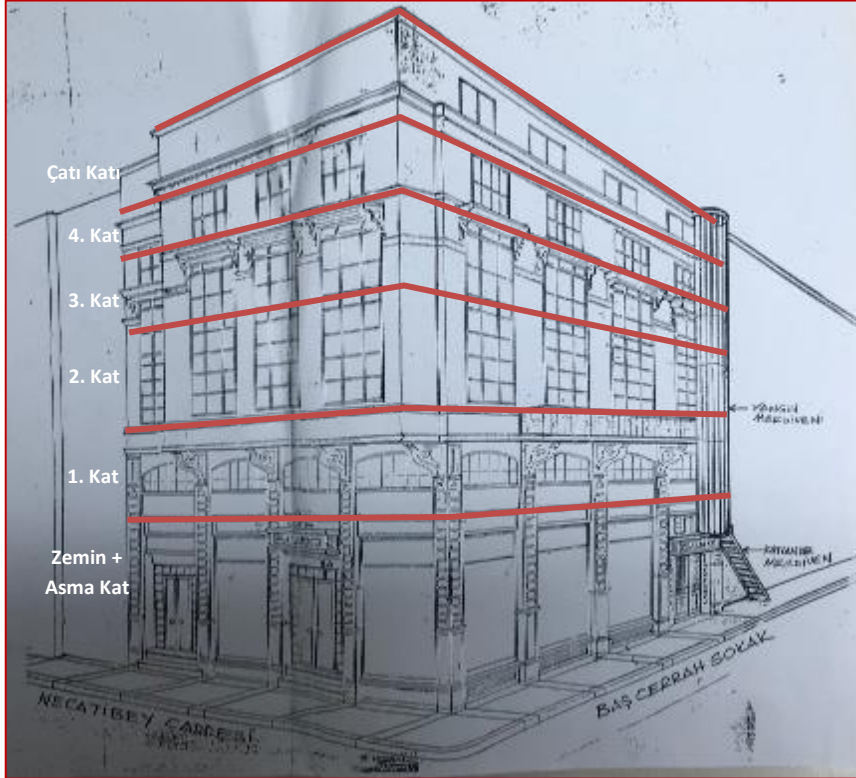 Çatı Katı
4. Kat
3. Kat
2. Kat
1. Kat
Zemin +
Asma Kat
YANGIN
MERDİVENİ
MERDİVEN
NECATİBEY CADDESİ
BAŞ CERRAH SOKAK